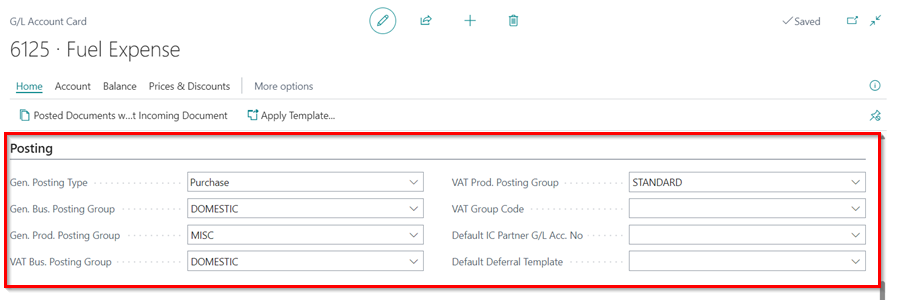 G/L Account Card
Saved
6125 · Fuel Expense
Home Account Balance Prices & Discounts More options
Posted Documents w...t Incoming Document Apply Template...
Posting
Gen. Posting Type Purchase
Gen. Bus. Posting Group DOMESTIC
Gen. Prod. Posting Group MISC
VAT Bus. Posting Group DOMESTIC
VAT Prod. Posting Group STANDARD
VAT Group Code
Default IC Partner G/L Acc. No
Default Deferral Template